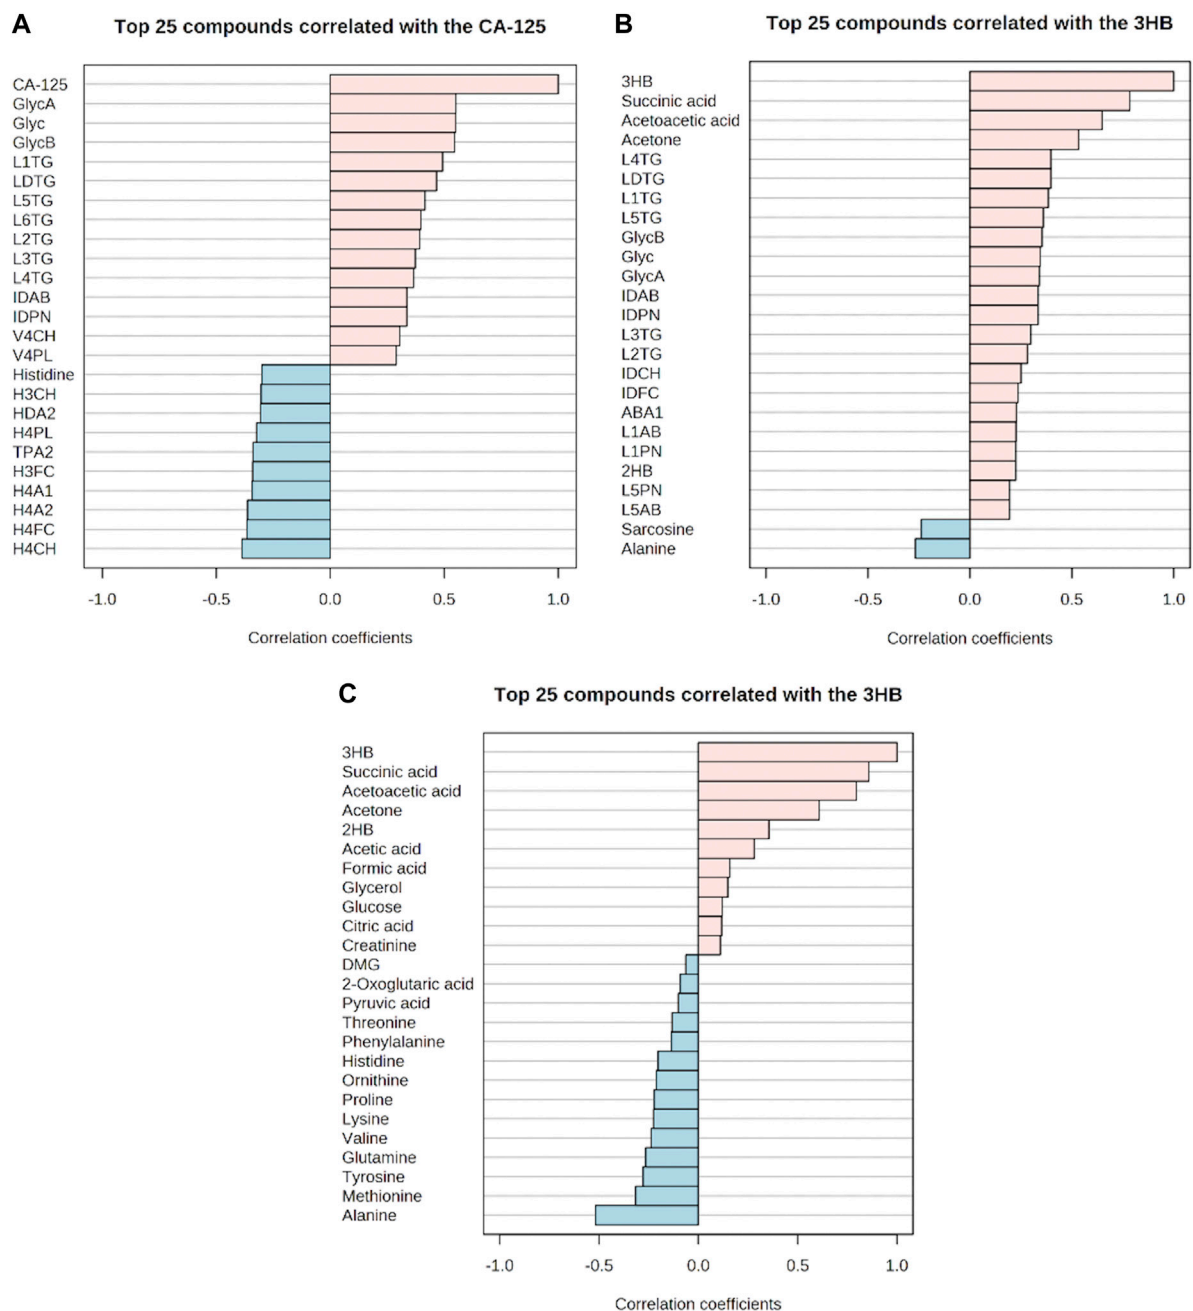 A
Top 25 compounds correlated with the CA-125
CA-125
GlycA
Glyc
GlycB
L1TG
LDTG
L5TG
L6TG
L2TG
L3TG
L4TG
IDAB
IDPN
V4CH
V4PL
Histidine
H3CH
HDA2
H4PL
TPA2
H3FC
H4A1
H4A2
H4FC
H4CH
-1.0 -0.5 0.0 0.5 1.0
Correlation coefficients
B
Top 25 compounds correlated with the 3HB
3HB
Succinic acid
Acetoacetic acid
Acetone
L4TG
LDTG
L1TG
L5TG
GlycB
Glyc
GlycA
IDAB
IDPN
L3TG
L2TG
IDCH
IDFC
ABA1
L1AB
L1PN
2HB
L5PN
L5AB
Sarcosine
Alanine
-1.0 -0.5 0.0 0.5 1.0
Correlation coefficients
C
Top 25 compounds correlated with the 3HB
3HB
Succinic acid
Acetoacetic acid
Acetone
2HB
Acetic acid
Formic acid
Glycerol
Glucose
Citric acid
Creatinine
DMG
2-Oxoglutaric acid
Pyruvic acid
Threonine
Phenylalanine
Histidine
Ornithine
Proline
Lysine
Valine
Glutamine
Tyrosine
Methionine
Alanine
-1.0 -0.5 0.0 0.5 1.0
Correlation coefficients